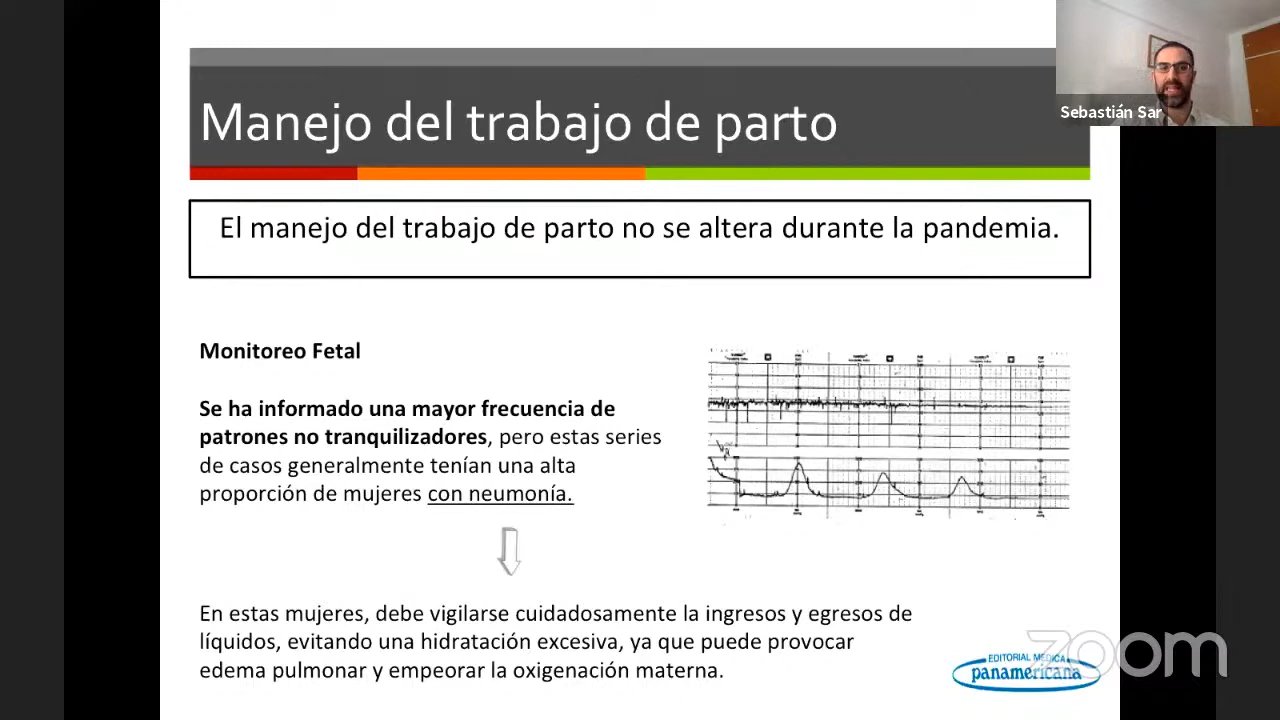 Manejo del trabajo de parto
Sebastián Sar
El manejo del trabajo de parto no se altera durante la pandemia.
Monitoreo Fetal
Se ha informado una mayor frecuencia de
patrones no tranquilizadores, pero estas series
de casos generalmente tenían una alta
proporción de mujeres con neumonía.
En estas mujeres, debe vigilarse cuidadosamente la ingresos y egresos de
líquidos, evitando una hidratación excesiva, ya que puede provocar
edema pulmonar y empeorar la oxigenación materna.
EDITORIAL MEDICA
panamericana
zoom